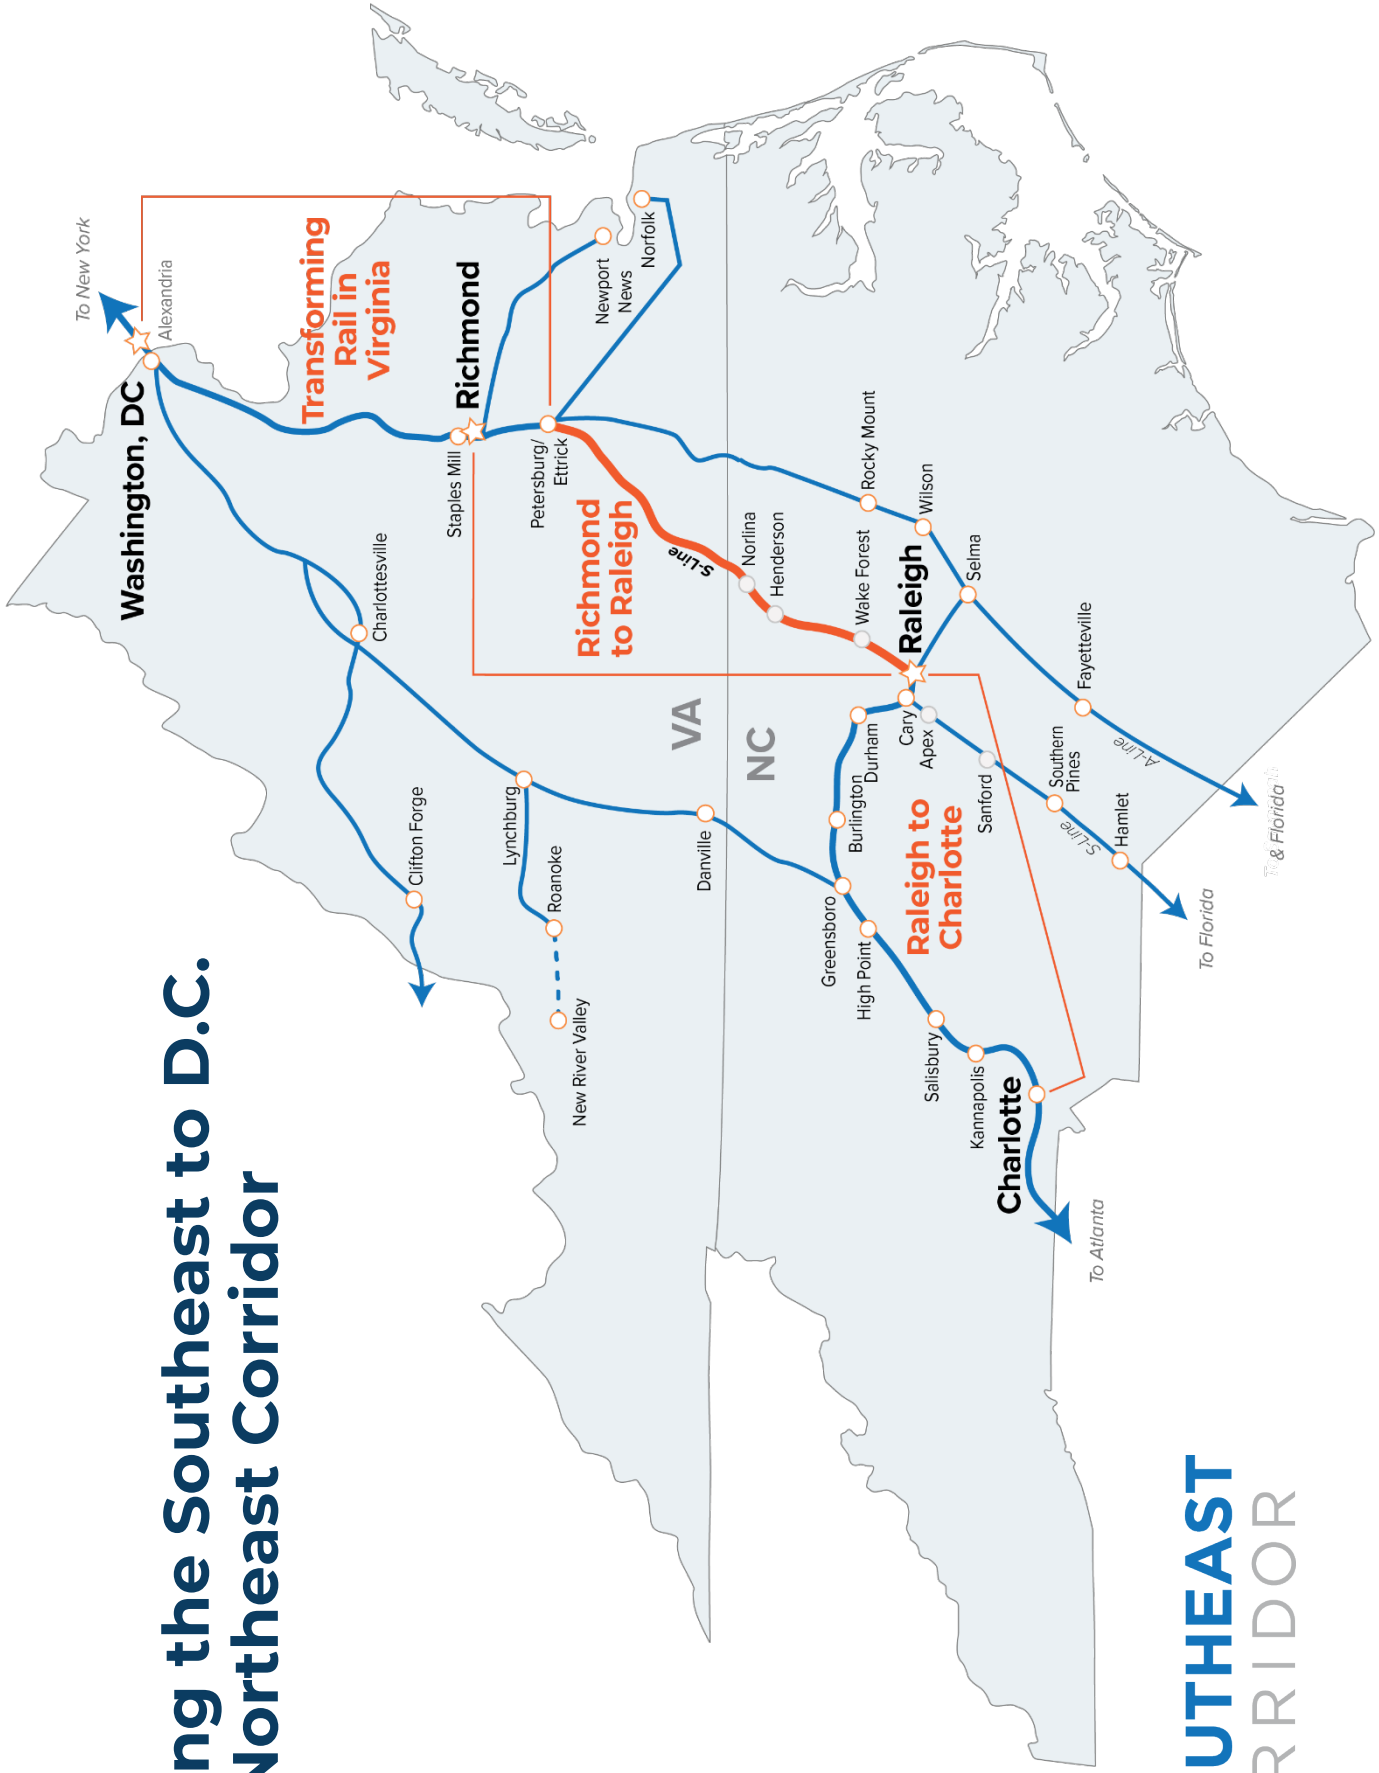 ng the Southeast to D.C.
Northeast Corridor
To New York
Alexandria
Washington, DC
Transforming
Rail in
Virginia
Richmond
Staples Mill
Newport
News
Norfolk
Petersburg/
Ettrick
Charlottesville
Clifton Forge
Lynchburg
Roanoke
New River Valley
Danville
Richmond
to Raleigh
S-Line
Norlina
Henderson
Wake Forest
Raleigh
Rocky Mount
Wilson
Selma
Fayetteville
A-Line
VA
NC
Cary
Apex
Durham
Burlington
Greensboro
High Point
Raleigh to
Charlotte
Sanford
Southern
Pines
S-Line
Hamlet
Salisbury
Kannapolis
Charlotte
To Atlanta
To Florida
& Florida
UTHEAST
RRIDOR